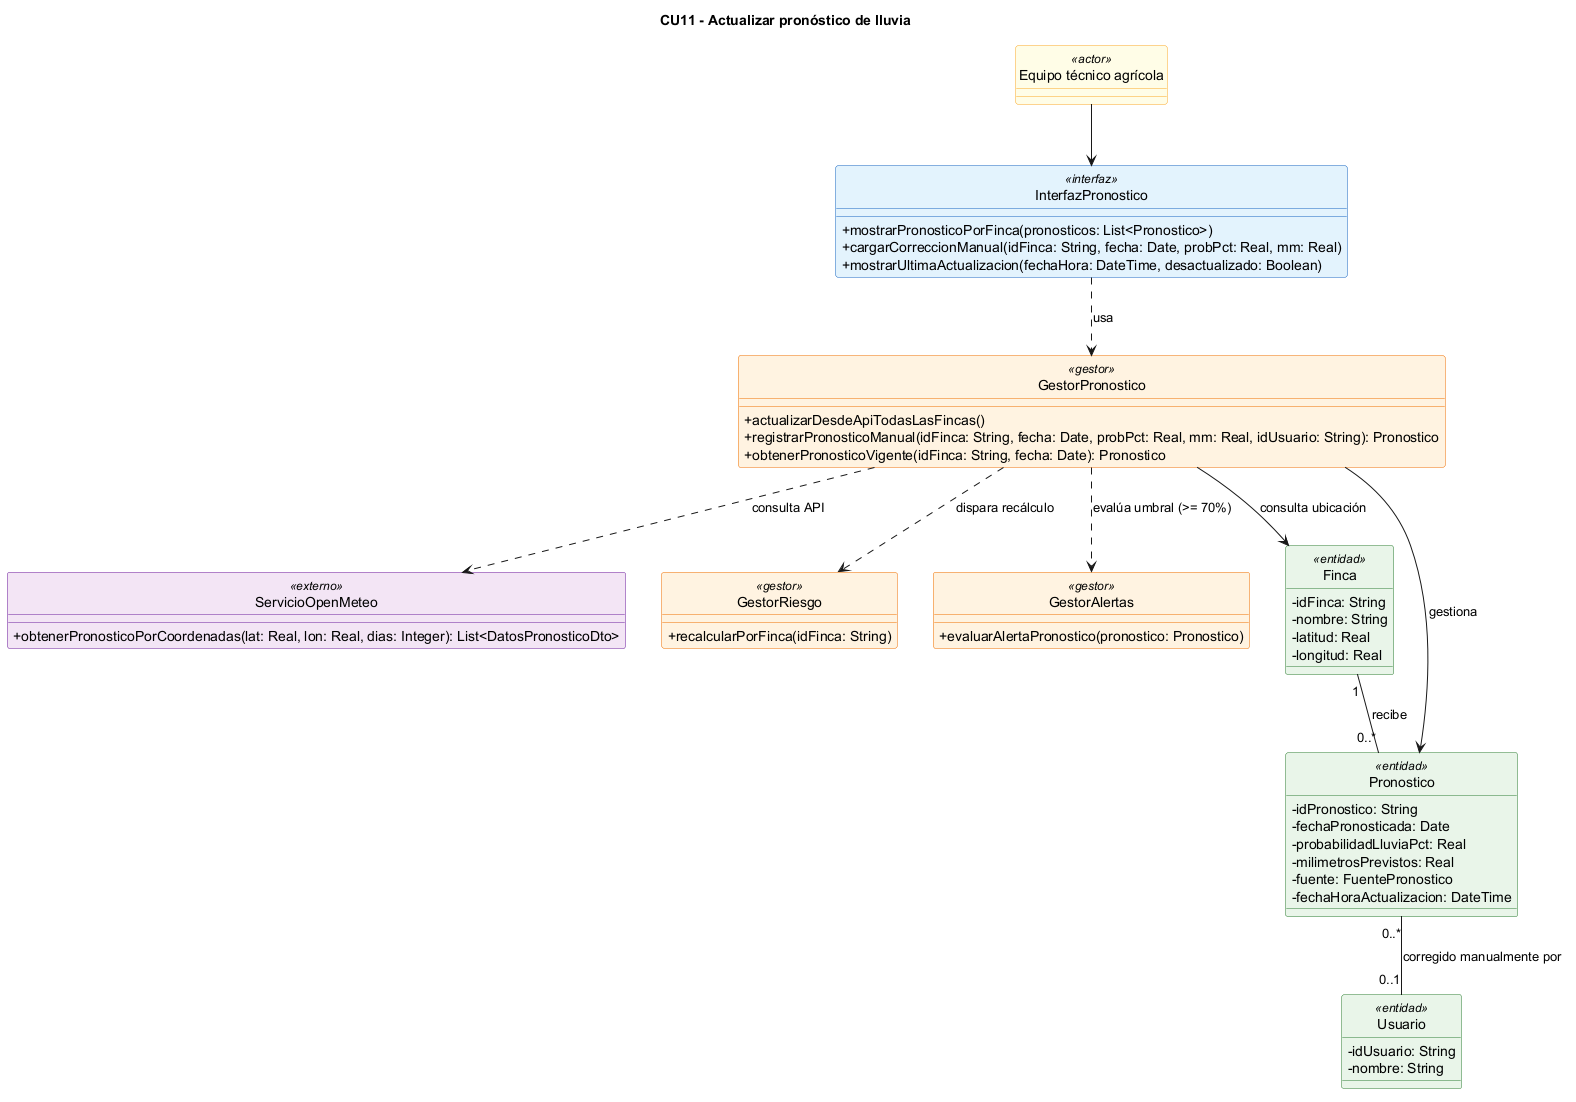 CU11 - Actualizar pronóstico de lluvia
«actor»
Equipo técnico agrícola
«interfaz»
InterfazPronostico
+mostrarPronosticoPorFinca(pronosticos: List<Pronostico>)
+cargarCorreccionManual(idFinca: String, fecha: Date, probPct: Real, mm: Real)
+mostrarUltimaActualizacion(fechaHora: DateTime, desactualizado: Boolean)
usa
«gestor»
GestorPronostico
+actualizarDesdeApiTodasLasFincas()
+registrarPronosticoManual(idFinca: String, fecha: Date, probPct: Real, mm: Real, idUsuario: String): Pronostico
+obtenerPronosticoVigente(idFinca: String, fecha: Date): Pronostico
consulta API
dispara recálculo
evalúa umbral (>= 70%)
consulta ubicación
gestiona
«externo»
ServicioOpenMeteo
+obtenerPronosticoPorCoordenadas(lat: Real, lon: Real, dias: Integer): List<DatosPronosticoDto>
«gestor»
GestorRiesgo
+recalcularPorFinca(idFinca: String)
«gestor»
GestorAlertas
+evaluarAlertaPronostico(pronostico: Pronostico)
«entidad»
Finca
-idFinca: String
-nombre: String
-latitud: Real
-longitud: Real
1
recibe
0..*
«entidad»
Pronostico
-idPronostico: String
-fechaPronosticada: Date
-probabilidadLluviaPct: Real
-milimetrosPrevistos: Real
-fuente: FuentePronostico
-fechaHoraActualizacion: DateTime
0..*
corregido manualmente por
0..1
«entidad»
Usuario
-idUsuario: String
-nombre: String